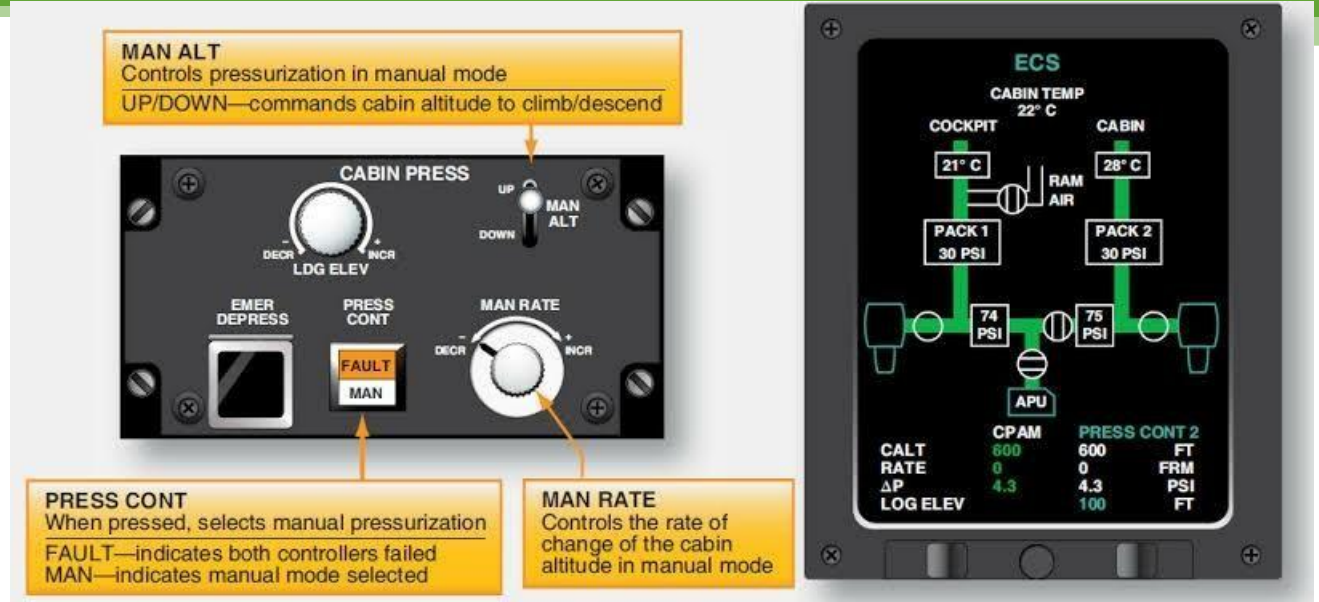 MAN ALT
Controls pressurization in manual mode
UP/DOWN—commands cabin altitude to climb/descend
CABIN PRESS
UP
MAN
ALT
DOWN
– DECR
+ INCR
LDG ELEV
EMER
DEPRESS
PRESS
CONT
FAULT
MAN
MAN RATE
– DECR
+ INCR
PRESS CONT
When pressed, selects manual pressurization
FAULT—indicates both controllers failed
MAN—indicates manual mode selected
MAN RATE
Controls the rate of
change of the cabin
altitude in manual mode
ECS
CABIN TEMP
22° C
COCKPIT
CABIN
21° C
28° C
RAM
AIR
PACK 1
30 PSI
PACK 2
30 PSI
74
PSI
75
PSI
APU
CPAM PRESS CONT 2
CALT 600 600 FT
RATE 0 0 FRM
ΔP 4.3 4.3 PSI
LOG ELEV 100 FT